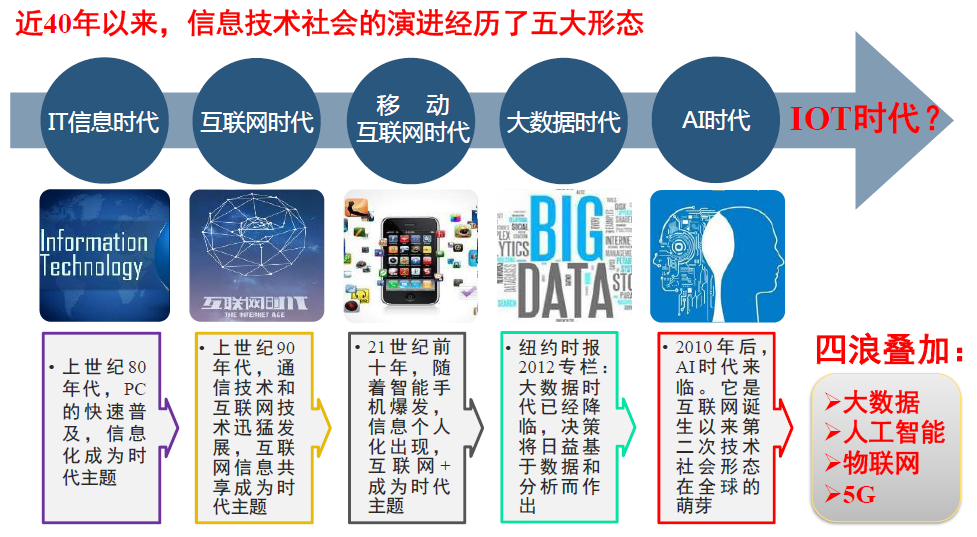 近40年以来，信息技术社会的演进经历了五大形态
IT信息时代
互联网时代
移 动
互联网时代
大数据时代
AI时代
IOT时代？
Information
Technology
互联网时代
THE INTERNET AGE
BIG
DATA
SOCIAL
INTERNET
SEARCH
• 上世纪80
年代，PC
的快速普
及，信息
化成为时
代主题
• 上世纪90
年代，通
信技术和
互联网技
术迅猛发
展，互联
网信息共
享成为时
代主题
• 21世纪前
十年，随
着智能手
机爆发，
信息个人
化出现，
互联网+
成为时代
主题
• 纽约时报
2012专栏：
大数据时
代已经降
临，决策
将日益基
于数据和
分析而作
出
• 2010年后，
AI时代来
临。它是
互联网诞
生以来第
二次技术
社会形态
在全球的
萌芽
四浪叠加：
➢大数据
➢人工智能
➢物联网
➢5G